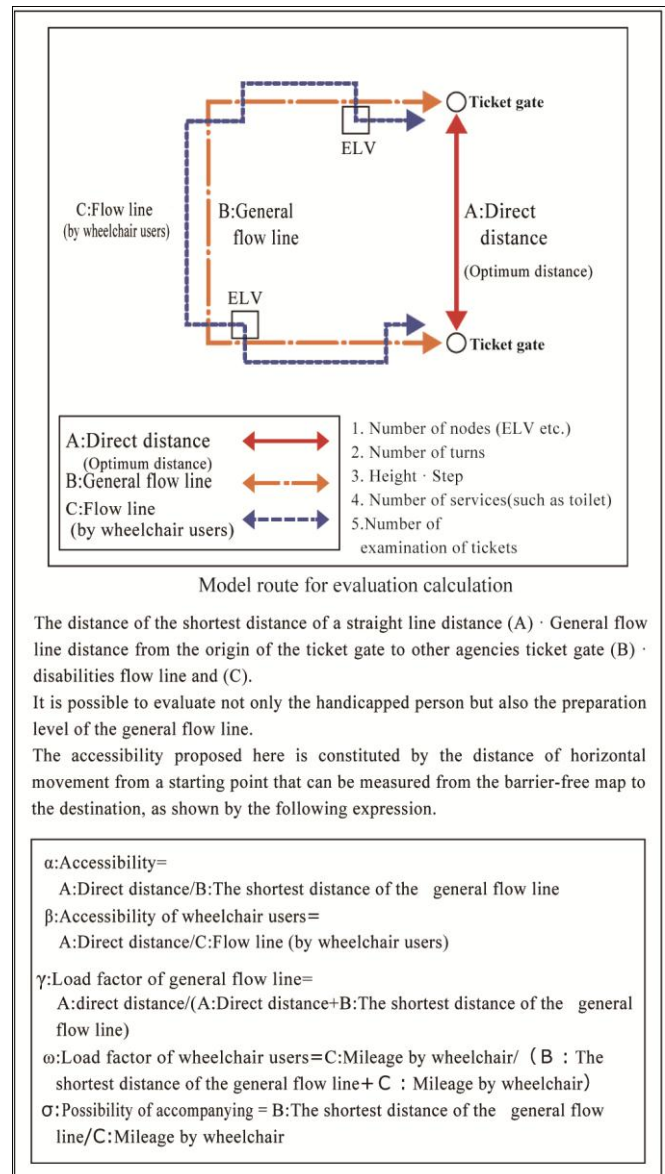 Ticket gate
ELV
C:Flow line
(by wheelchair users)
B:General
flow line
A:Direct
distance
(Optimum distance)
ELV
Ticket gate
A:Direct distance
(Optimum distance)
B:General flow line
C:Flow line
(by wheelchair users)
1. Number of nodes (ELV etc.)
2. Number of turns
3. Height · Step
4. Number of services(such as toilet)
5.Number of
examination of tickets
Model route for evaluation calculation
The distance of the shortest distance of a straight line distance (A) · General flow
line distance from the origin of the ticket gate to other agencies ticket gate (B) ·
disabilities flow line and (C).
It is possible to evaluate not only the handicapped person but also the preparation
level of the general flow line.
The accessibility proposed here is constituted by the distance of horizontal
movement from a starting point that can be measured from the barrier-free map to
the destination, as shown by the following expression.
α:Accessibility=
A:Direct distance/B:The shortest distance of the general flow line
β:Accessibility of wheelchair users=
A:Direct distance/C:Flow line (by wheelchair users)
γ:Load factor of general flow line=
A:direct distance/(A:Direct distance+B:The shortest distance of the general
flow line)
ω:Load factor of wheelchair users=C:Mileage by wheelchair/（B：The
shortest distance of the general flow line+C：Mileage by wheelchair）
σ:Possibility of accompanying = B:The shortest distance of the general flow
line/C:Mileage by wheelchair